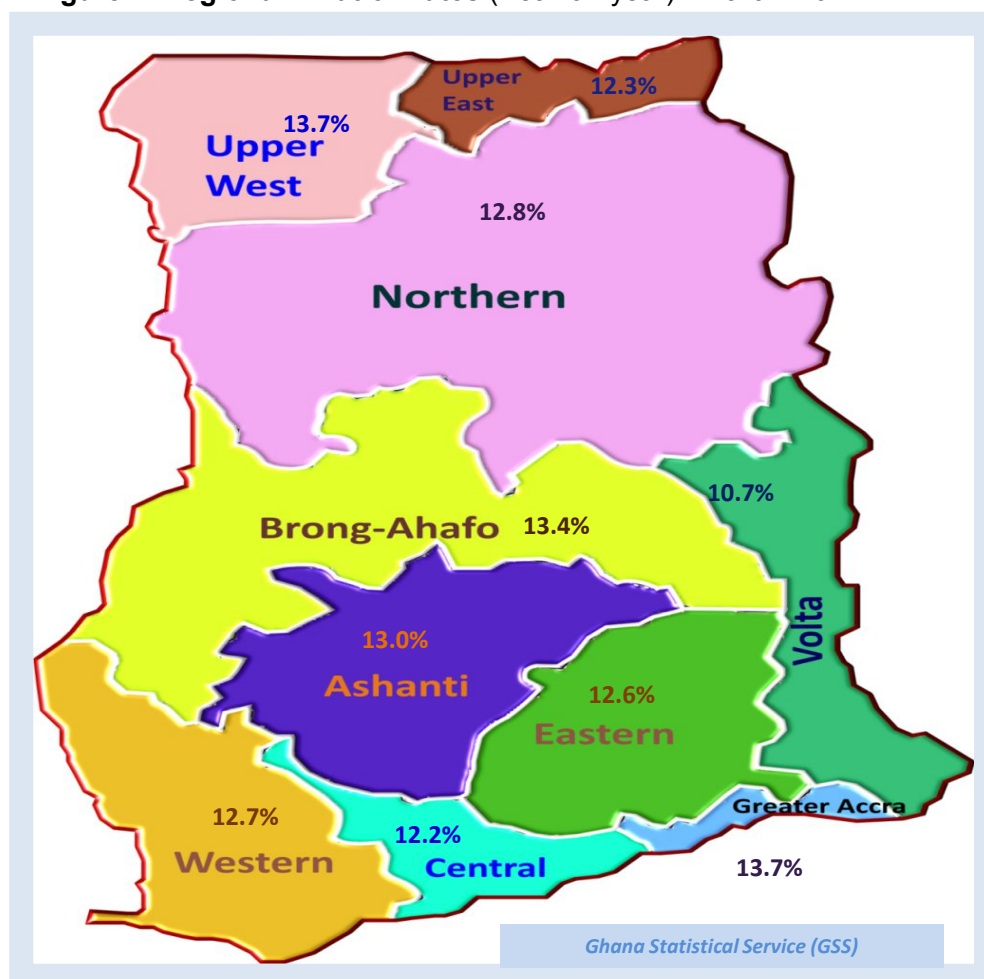 Upper
East
12.3%
13.7%
Upper
West
12.8%
Northern
10.7%
Brong-Ahafo 13.4%
Volta
13.0%
Ashanti
12.6%
Eastern
Greater Accra
12.7%
12.2%
Western
Central
13.7%
Ghana Statistical Service (GSS)